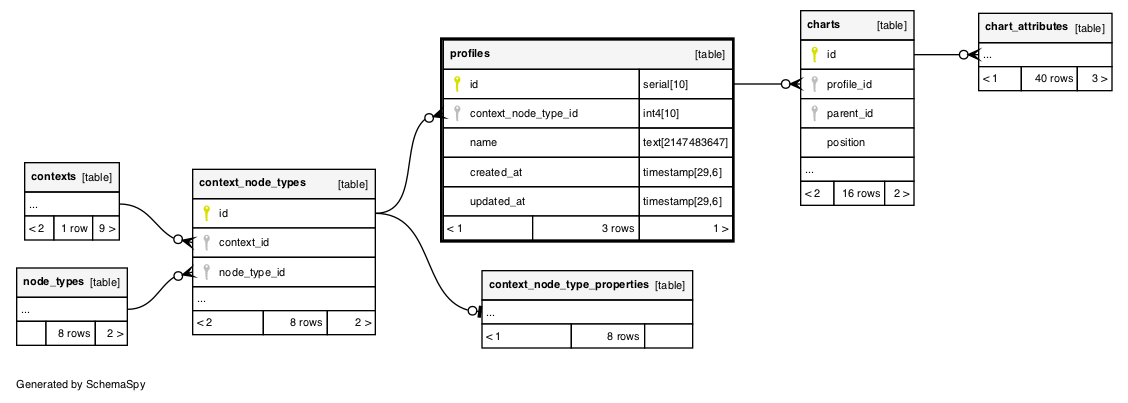 contexts [table]
...
< 2 1 row 9 >
node_types [table]
...
8 rows 2 >
context_node_types [table]
id
context_id
node_type_id
...
< 2 8 rows 2 >
profiles [table]
id serial[10]
context_node_type_id int4[10]
name text[2147483647]
created_at timestamp[29,6]
updated_at timestamp[29,6]
< 1 3 rows 1 >
context_node_type_properties [table]
...
< 1 8 rows
charts [table]
id
profile_id
parent_id
position
...
< 2 16 rows 2 >
chart_attributes [table]
...
< 1 40 rows 3 >
Generated by SchemaSpy